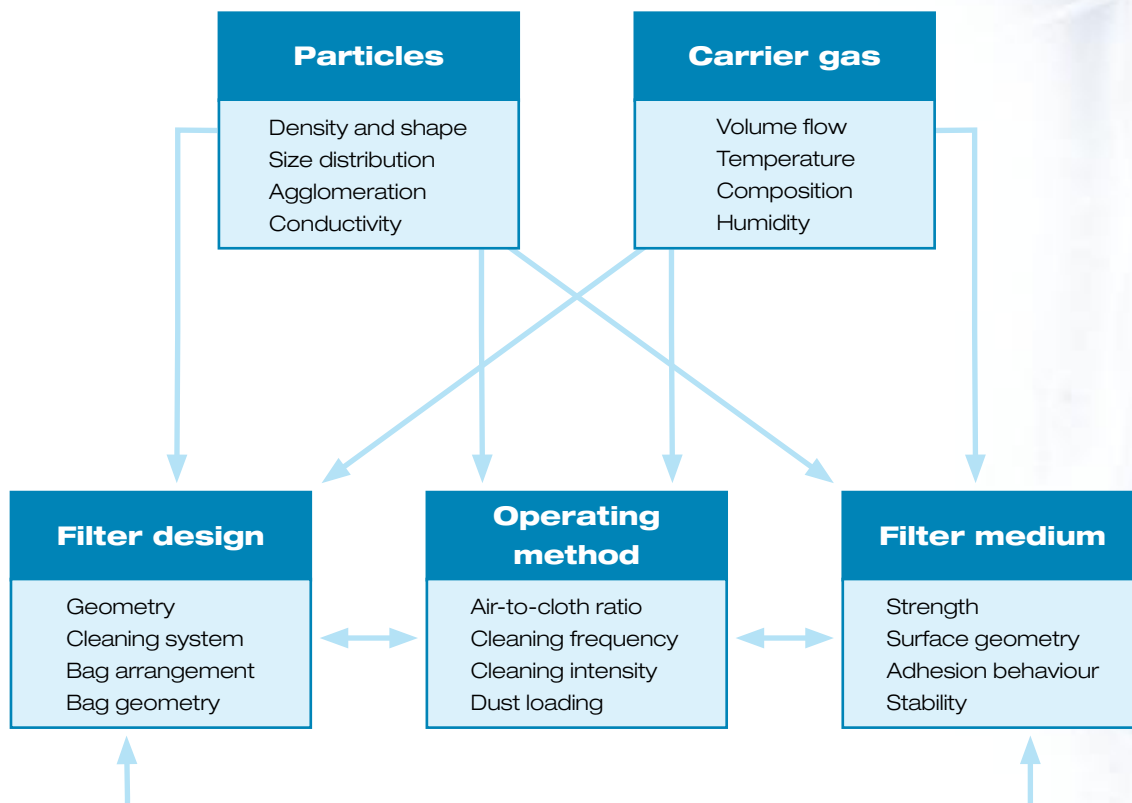 Particles
Density and shape
Size distribution
Agglomeration
Conductivity
Carrier gas
Volume flow
Temperature
Composition
Humidity
Filter design
Geometry
Cleaning system
Bag arrangement
Bag geometry
Operating
method
Air-to-cloth ratio
Cleaning frequency
Cleaning intensity
Dust loading
Filter medium
Strength
Surface geometry
Adhesion behaviour
Stability